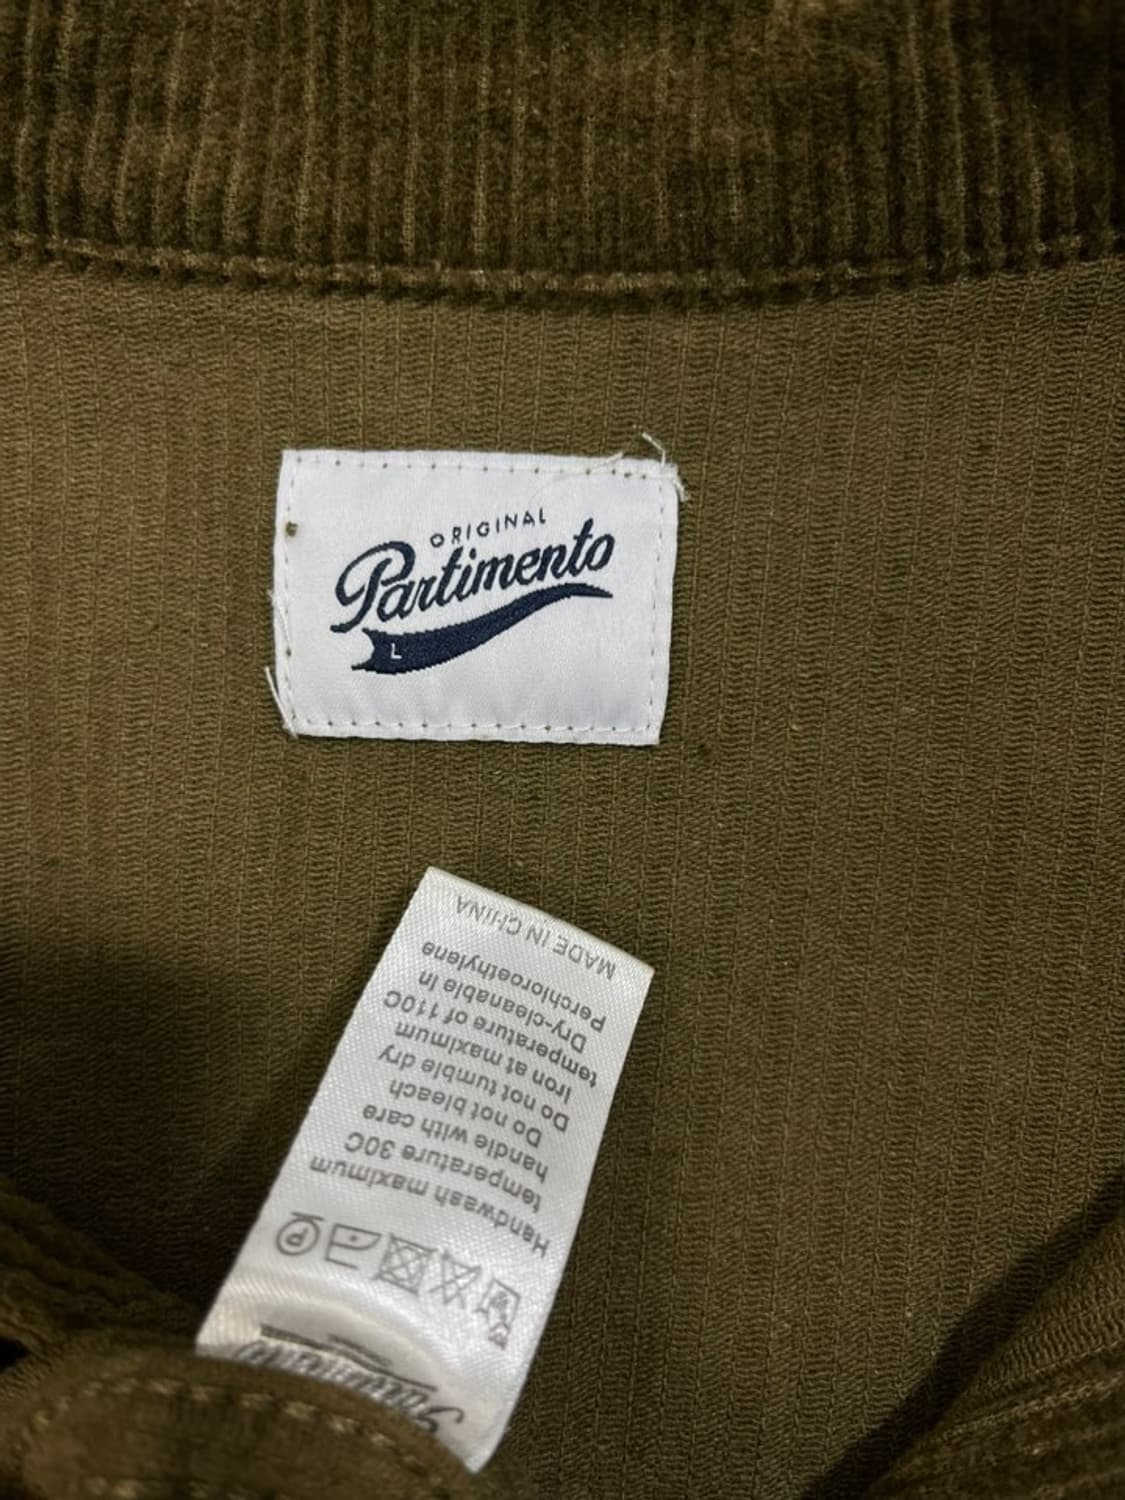 ORIGINAL
Partimento
L
Handwash maximum
temperature 30C
handle with care
Do not bleach
Do not tumble dry
Iron at maximum
temperature of 110C
Dry-cleanable in
Perchloroethylene
MADE IN CHINA
P